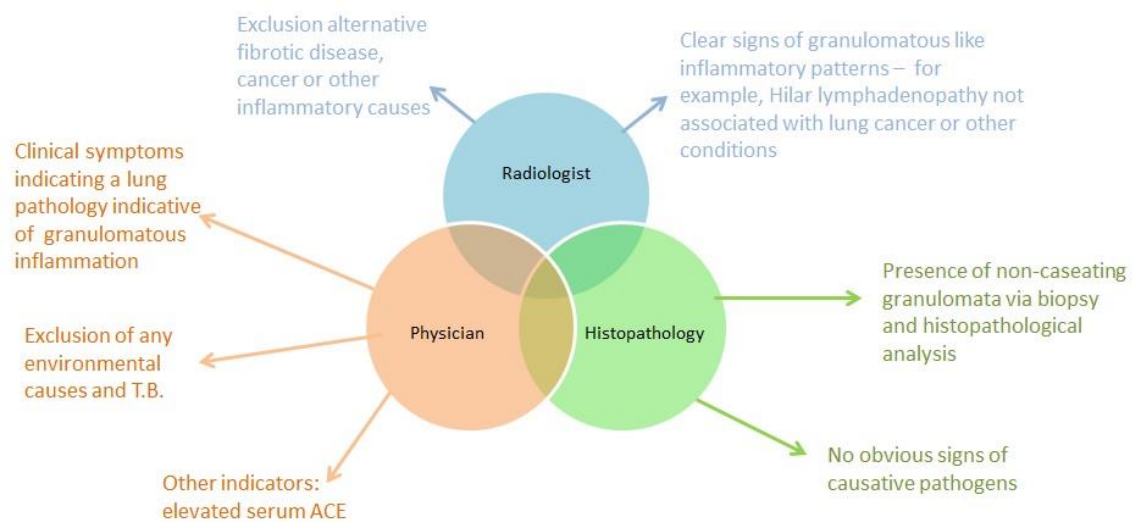 Exclusion alternative
fibrotic disease,
cancer or other
inflammatory causes
Clear signs of granulomatous like
inflammatory patterns – for
example, Hilar lymphadenopathy not
associated with lung cancer or other
conditions
Radiologist
Clinical symptoms
indicating a lung
pathology indicative
of granulomatous
inflammation
Presence of non-caseating
granulomata via biopsy
and histopathological
analysis
Physician
Histopathology
Exclusion of any
environmental
causes and T.B.
No obvious signs of
causative pathogens
Other indicators:
elevated serum ACE